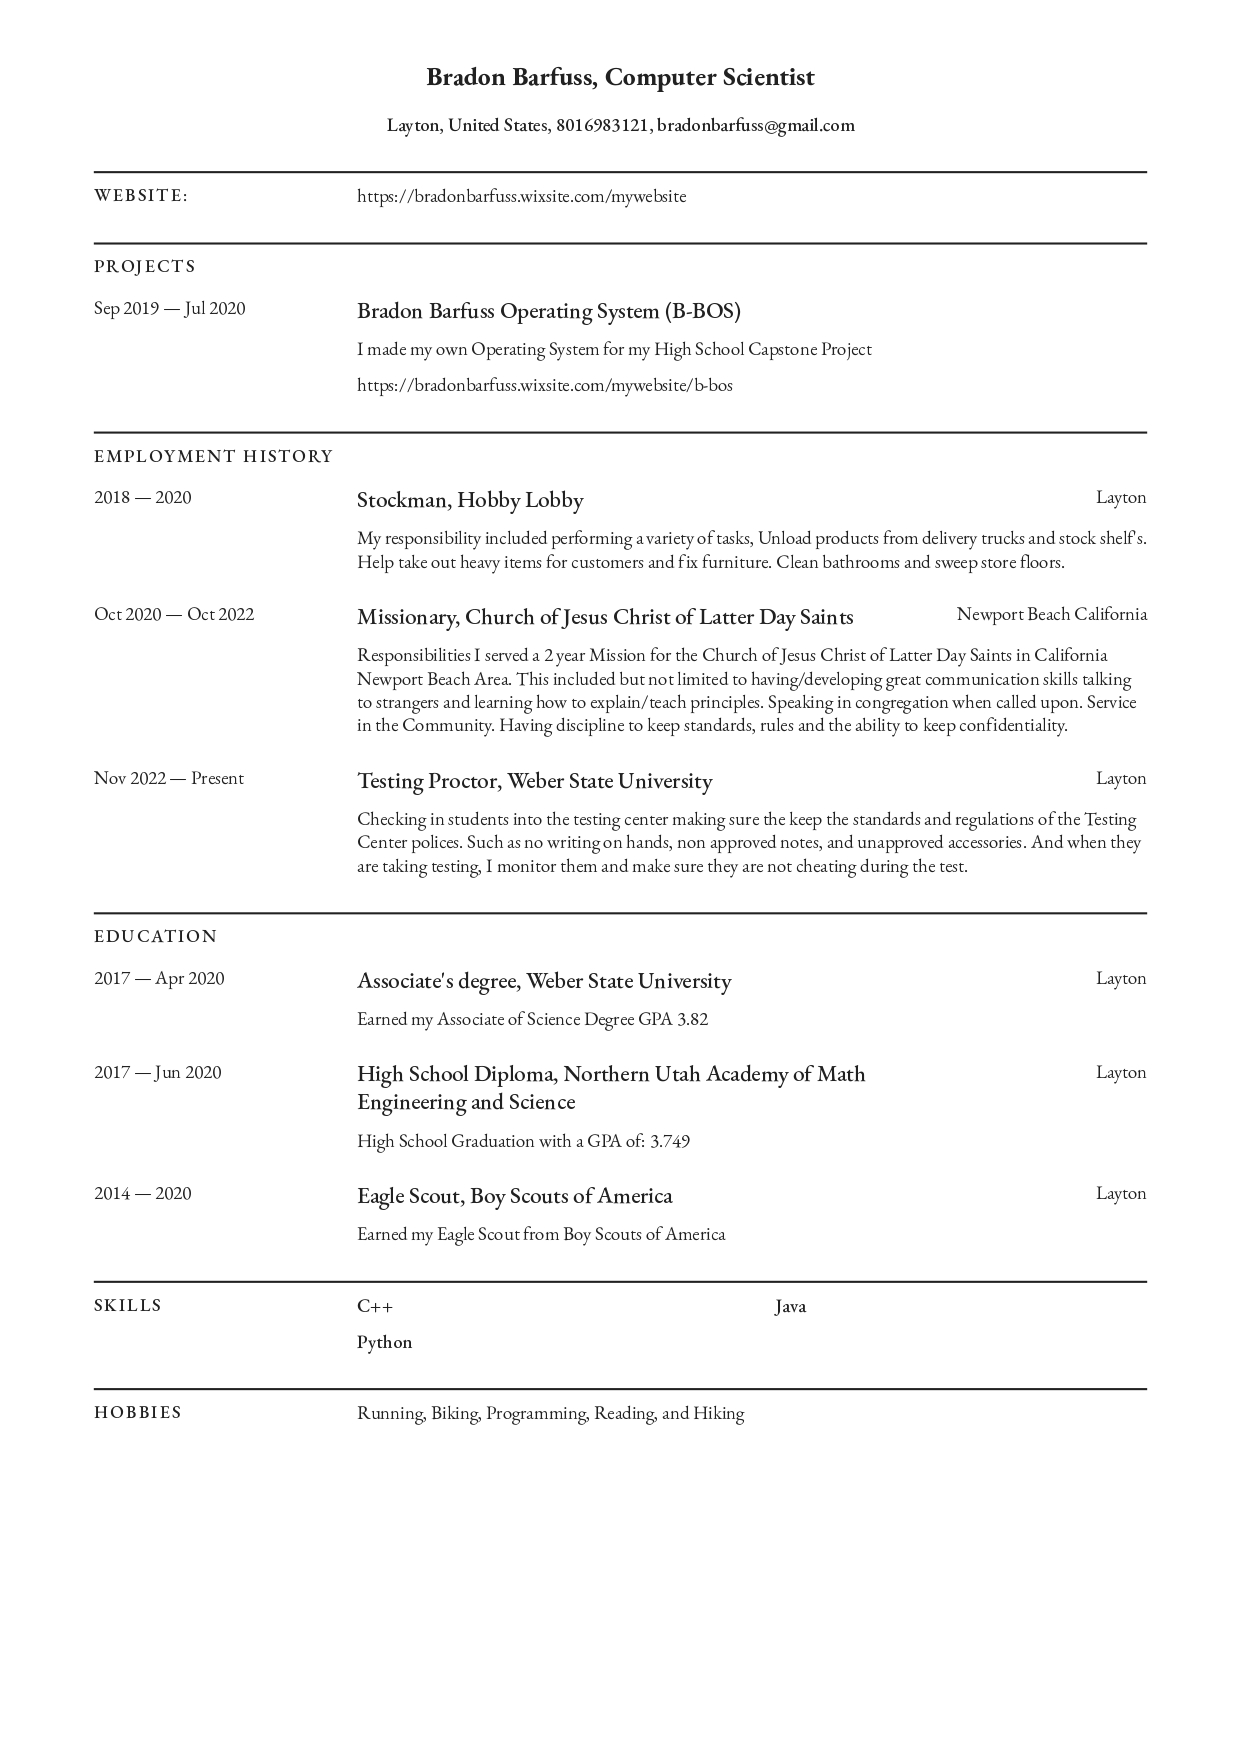 Bradon Barfuss, Computer Scientist
Layton, United States, 8016983121, bradonbarfuss@gmail.com
WEBSITE:
https://bradonbarfuss.wixsite.com/mywebsite
PROJECTS
Sep 2019 — Jul 2020
Bradon Barfuss Operating System (B-BOS)
I made my own Operating System for my High School Capstone Project
https://bradonbarfuss.wixsite.com/mywebsite/b-bos
EMPLOYMENT HISTORY
2018 — 2020
Stockman, Hobby Lobby
Layton
My responsibility included performing a variety of tasks, Unload products from delivery trucks and stock shelf's.
Help take out heavy items for customers and fix furniture. Clean bathrooms and sweep store floors.
Oct 2020 — Oct 2022
Missionary, Church of Jesus Christ of Latter Day Saints
Newport Beach California
Responsibilities I served a 2 year Mission for the Church of Jesus Christ of Latter Day Saints in California
Newport Beach Area. This included but not limited to having/developing great communication skills talking
to strangers and learning how to explain/teach principles. Speaking in congregation when called upon. Service
in the Community. Having discipline to keep standards, rules and the ability to keep confidentiality.
Nov 2022 — Present
Testing Proctor, Weber State University
Layton
Checking in students into the testing center making sure the keep the standards and regulations of the Testing
Center polices. Such as no writing on hands, non approved notes, and unapproved accessories. And when they
are taking testing, I monitor them and make sure they are not cheating during the test.
EDUCATION
2017 — Apr 2020
Associate's degree, Weber State University
Layton
Earned my Associate of Science Degree GPA 3.82
2017 — Jun 2020
High School Diploma, Northern Utah Academy of Math
Engineering and Science
Layton
High School Graduation with a GPA of: 3.749
2014 — 2020
Eagle Scout, Boy Scouts of America
Layton
Earned my Eagle Scout from Boy Scouts of America
SKILLS
C++
Java
Python
HOBBIES
Running, Biking, Programming, Reading, and Hiking